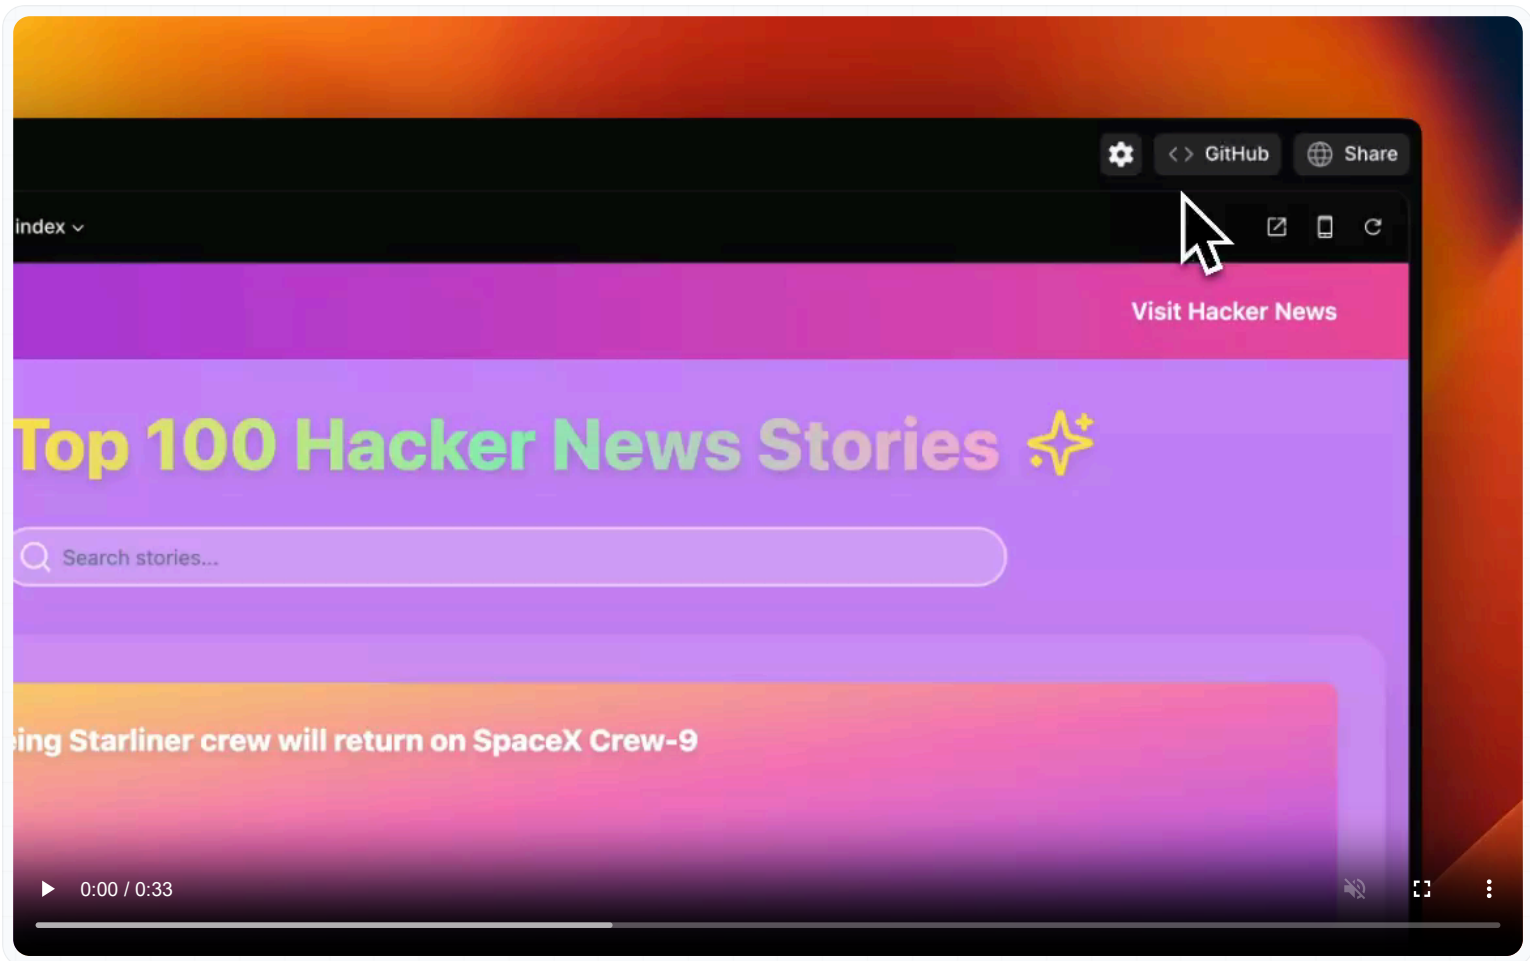 GitHub
Share
index
Visit Hacker News
Top 100 Hacker News Stories
Search stories...
eing Starliner crew will return on SpaceX Crew-9
0:00 / 0:33